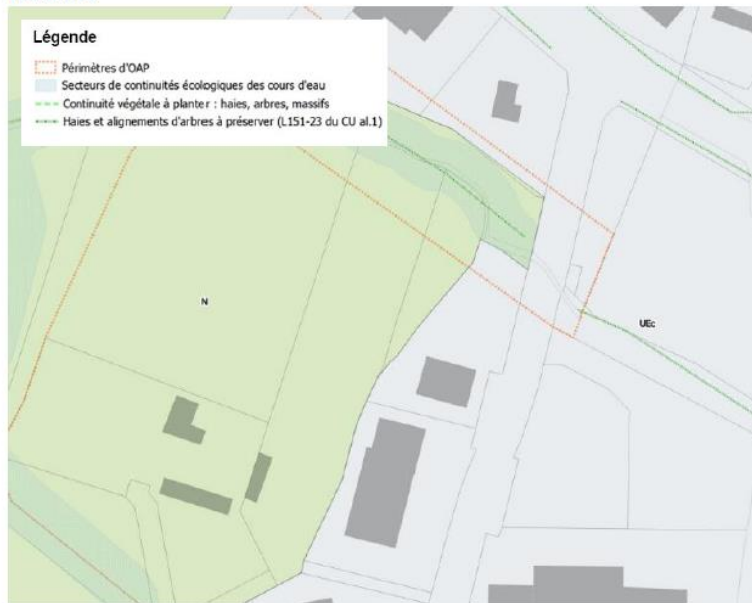 Légende
Périmètres d'OAP
Secteurs de continuités écologiques des cours d'eau
Continuité végétale à planter : haies, arbres, massifs
Haies et alignements d'arbres à préserver (L151-23 du CU al.1)
N
UEc